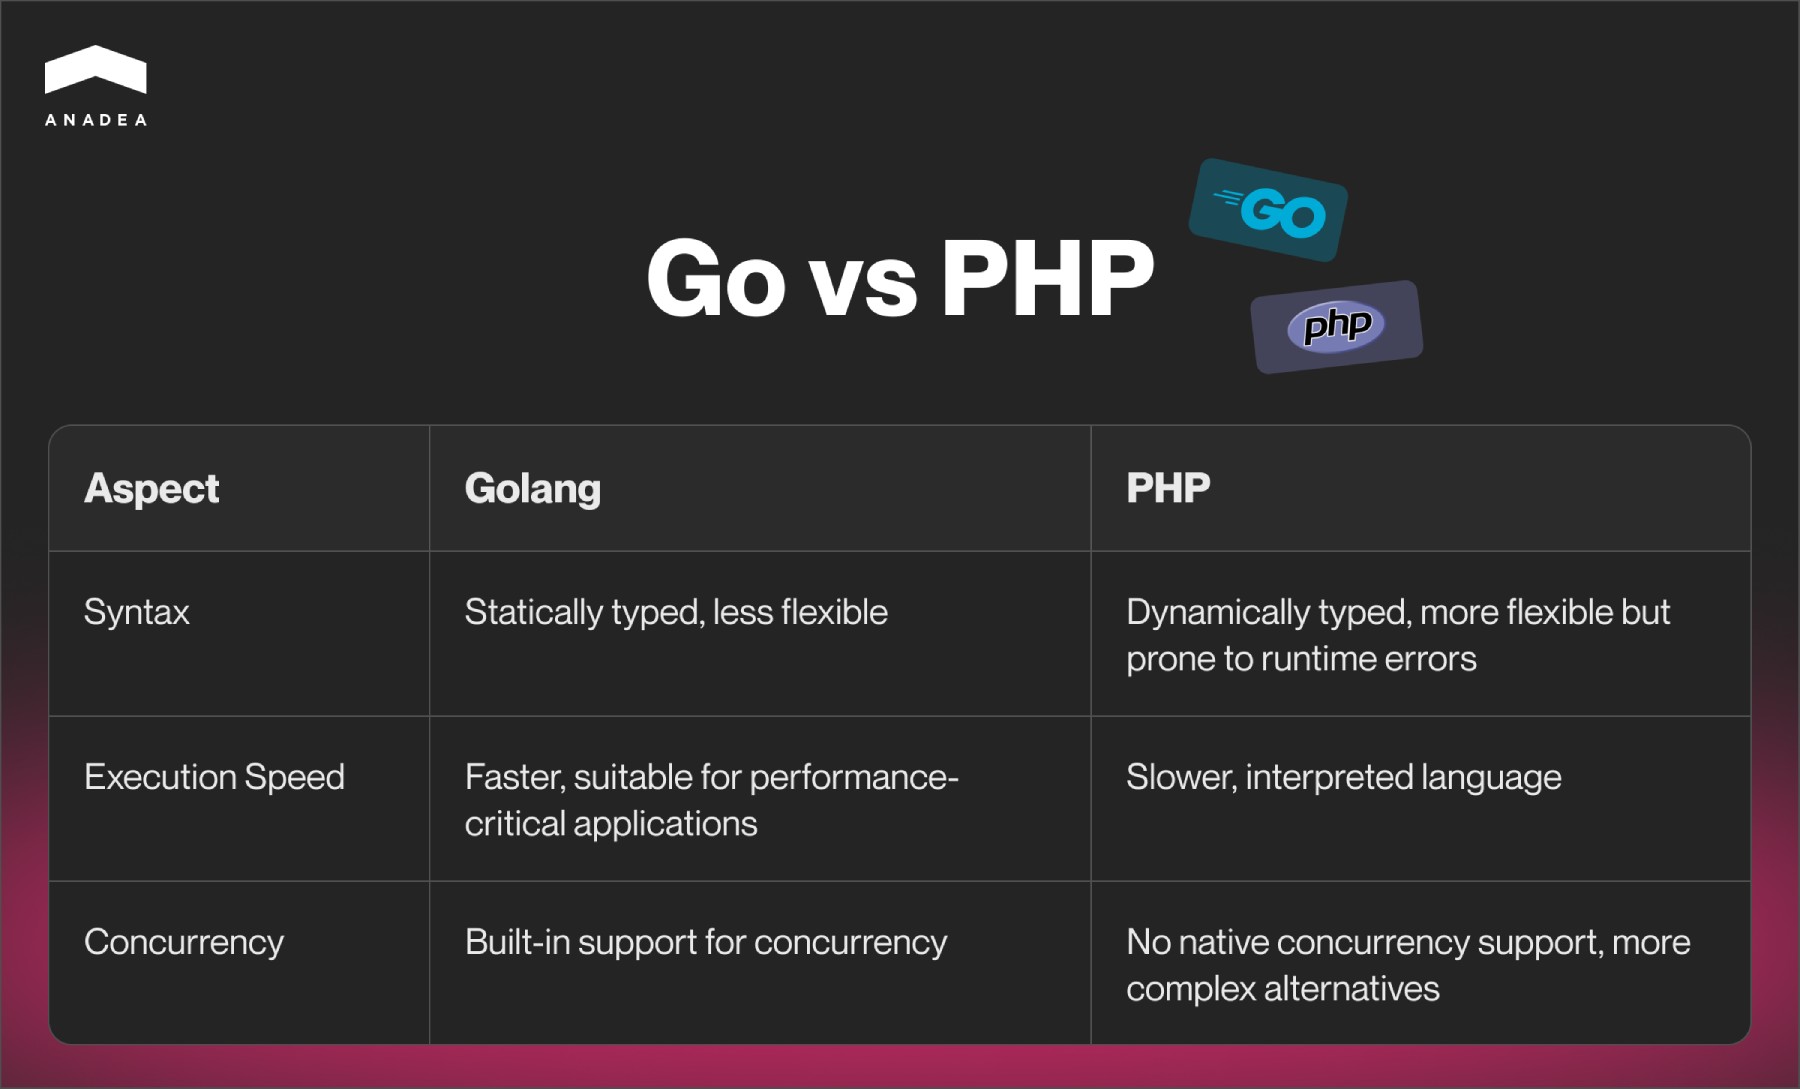 ANADEA
GO
Go vs PHP
php
Aspect
Golang
PHP
Syntax
Statically typed, less flexible
Dynamically typed, more flexible but
prone to runtime errors
Execution Speed
Faster, suitable for performance-
critical applications
Slower, interpreted language
Concurrency
Built-in support for concurrency
No native concurrency support, more
complex alternatives